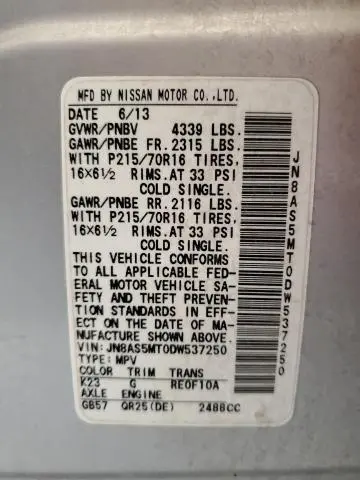 MFD BY NISSAN MOTOR CO.,LTD.
DATE 6/13
GVWR/PNBV 4339 LBS.
GAWR/PNBE FR. 2315 LBS.
WITH P215/70R16 TIRES,
16×6½ RIMS. AT 33 PSI
COLD SINGLE.
GAWR/PNBE RR. 2116 LBS.
WITH P215/70R16 TIRES,
16×6½ RIMS. AT 33 PSI
COLD SINGLE.
THIS VEHICLE CONFORMS
TO ALL APPLICABLE FED-
ERAL MOTOR VEHICLE SA-
FETY AND THEFT PREVEN-
TION STANDARDS IN EFF-
ECT ON THE DATE OF MA-
NUFACTURE SHOWN ABOVE.
VIN: JN8AS5MT0DW537250
TYPE: MPV
COLOR TRIM TRANS
K23 G RE0F10A
AXLE ENGINE
GB57 QR25(DE) 2488CC
JN8AS5MT0DW537250